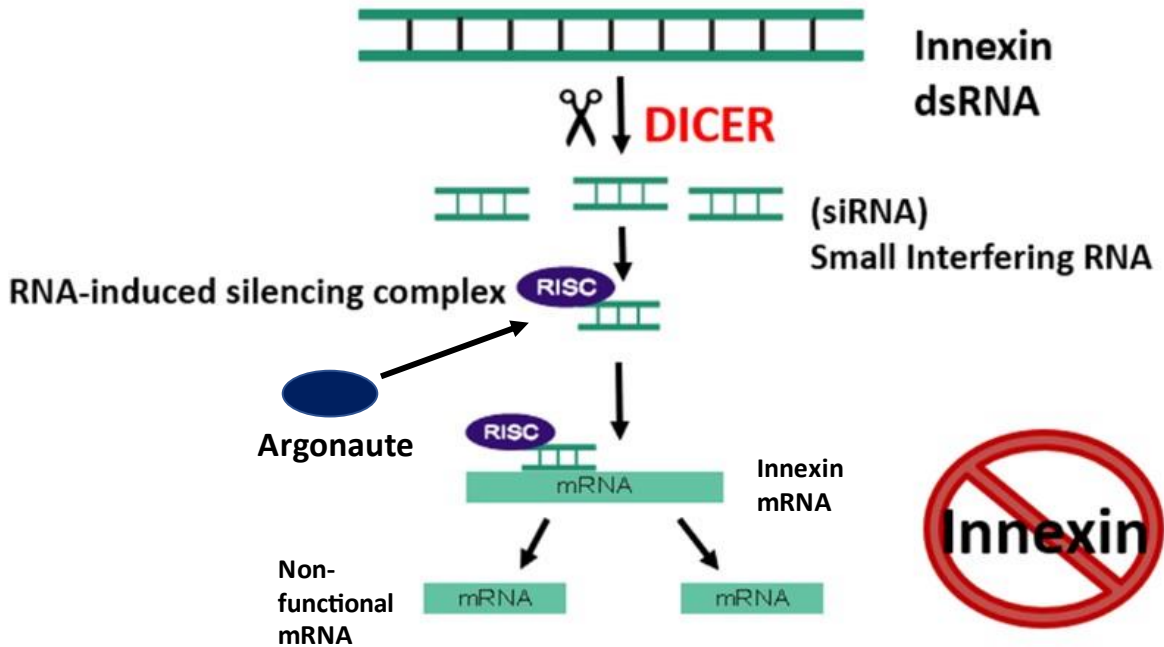 Innexin
dsRNA
DICER
(siRNA)
Small Interfering RNA
RNA-induced silencing complex
RISC
Argonaute
RISC
mRNA
Innexin
mRNA
Innexin
Non-
functional
mRNA
mRNA
mRNA